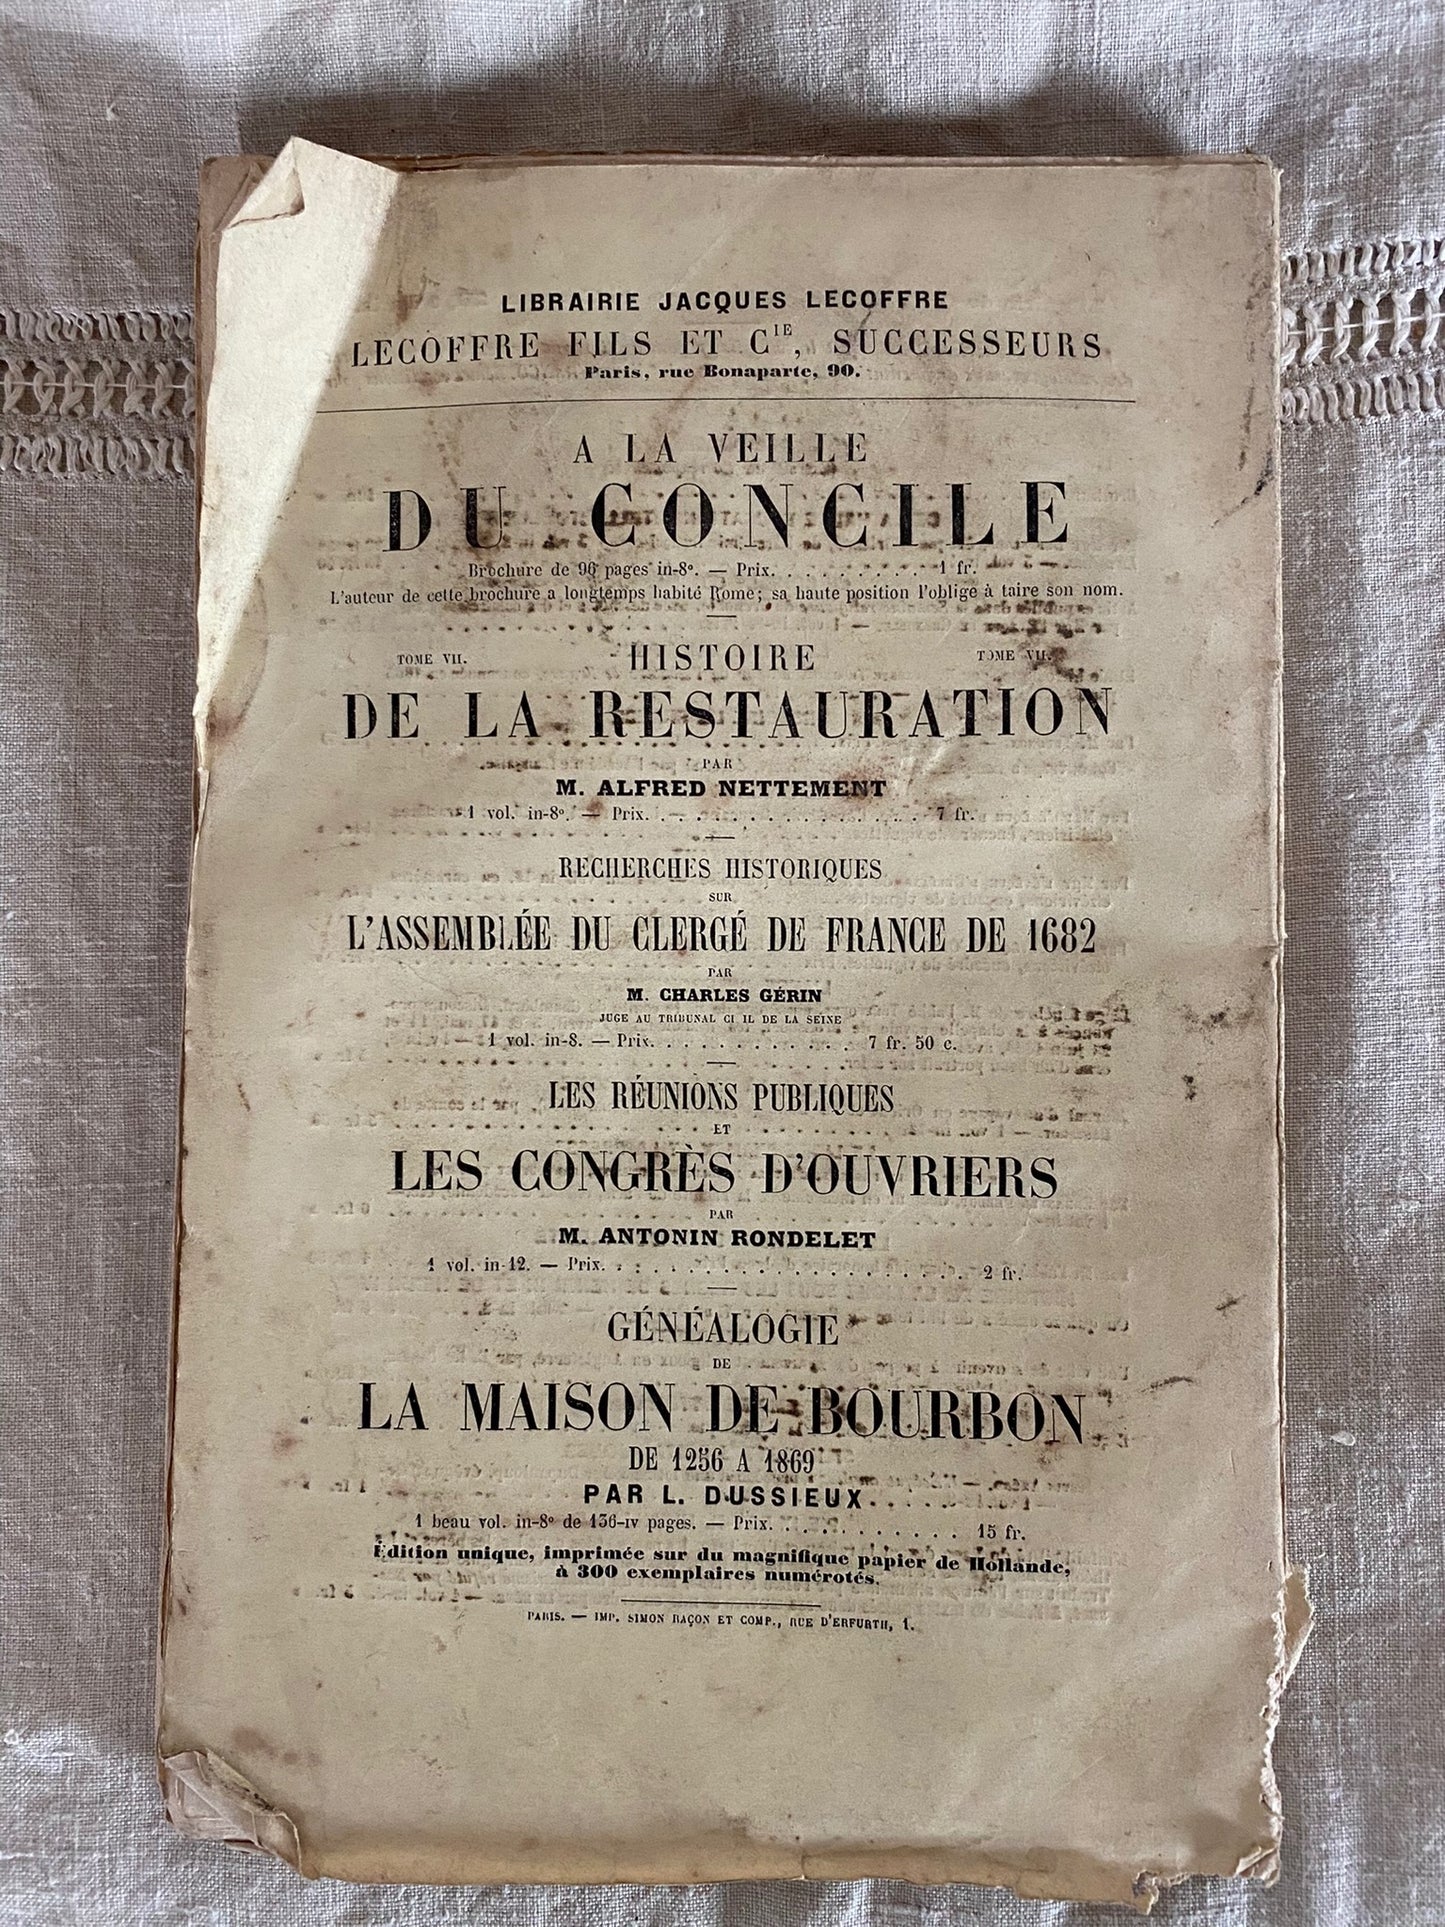 LIBRAIRIE JACQUES LECOFFRE
LECOFFRE FILS ET CIE, SUCCESSEURS
Paris, rue Bonaparte, 90.
A LA VEILLE
DU CONCILE
Brochure de 96 pages in-8°. — Prix. . . . . . . . . . 1 fr.
L'auteur de cette brochure a longtemps habité Rome; sa haute position l'oblige à taire son nom.
TOME VII. HISTOIRE TOME VII.
DE LA RESTAURATION
PAR
M. ALFRED NETTEMENT
1 vol. in-8°. — Prix. . . . . . . . . . . . . . . . 7 fr.
RECHERCHES HISTORIQUES
SUR
L'ASSEMBLÉE DU CLERGÉ DE FRANCE DE 1682
PAR
M. CHARLES GÉRIN
JUGE AU TRIBUNAL CI IL DE LA SEINE
1 vol. in-8. — Prix. . . . . . . . . . . . . 7 fr. 50 c.
LES RÉUNIONS PUBLIQUES
ET
LES CONGRÈS D'OUVRIERS
PAR
M. ANTONIN RONDELET
1 vol. in-12. — Prix. . . . . . . . . . . . . . . . . . . . 2 fr.
GÉNÉALOGIE
DE
LA MAISON DE BOURBON
DE 1256 A 1869
PAR L. DUSSIEUX
1 beau vol. in-8° de 136-IV pages. — Prix. . . . . . . . . . . 15 fr.
Édition unique, imprimée sur du magnifique papier de Hollande,
à 300 exemplaires numérotés.
PARIS. — IMP. SIMON RAÇON ET COMP., RUE D'ERFURTH, 1.